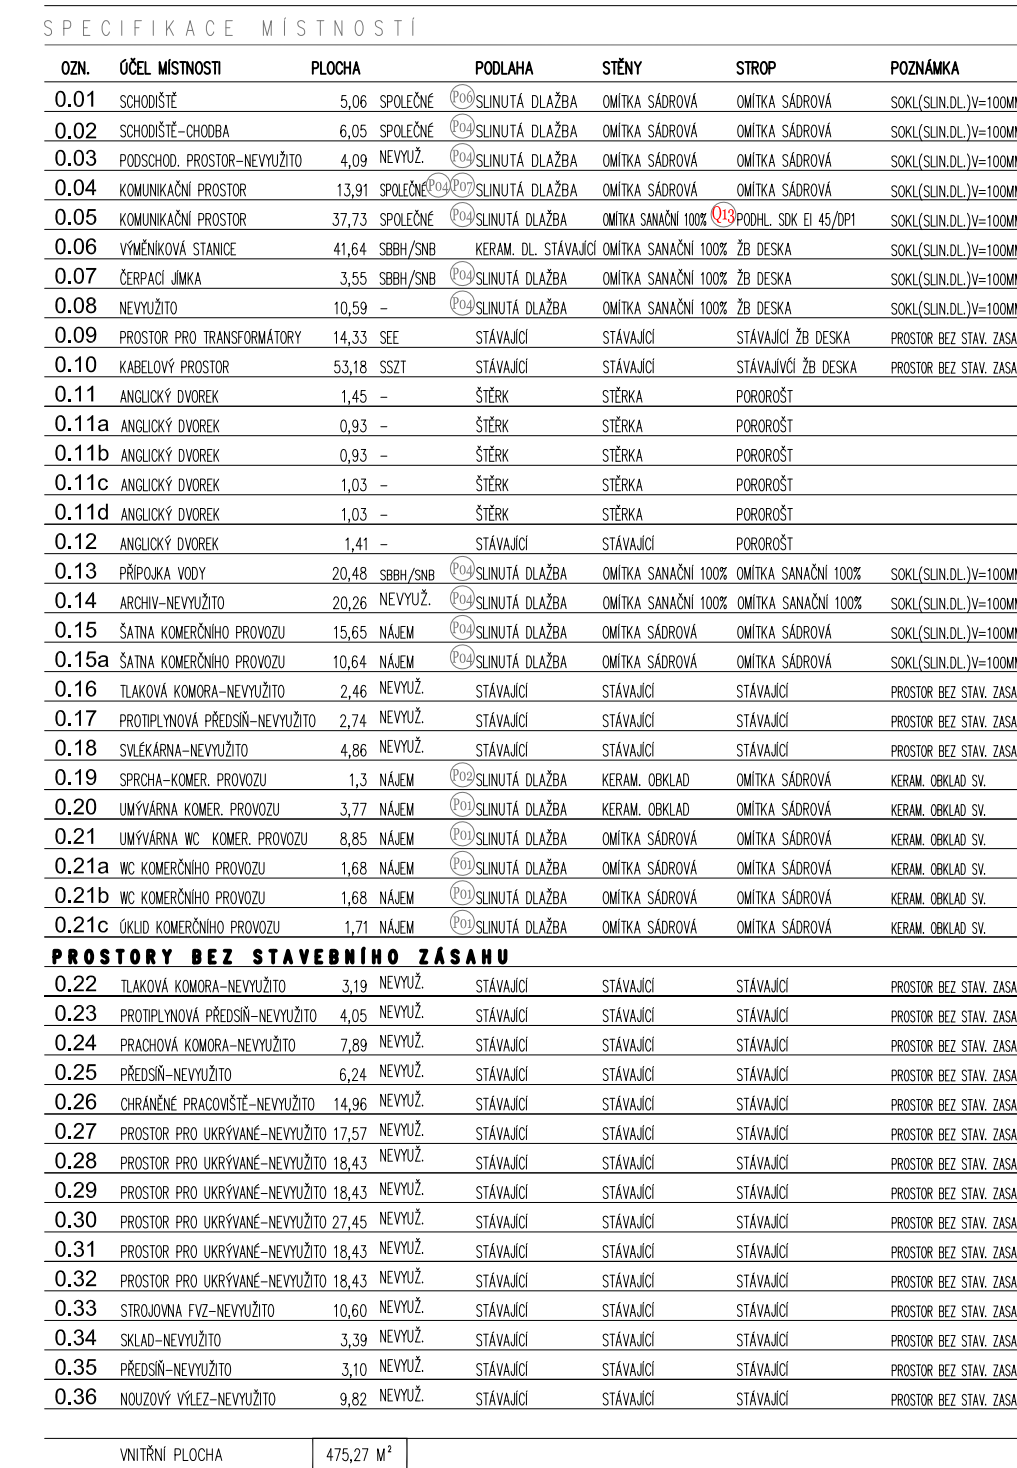 SPECIFIKACE MÍSTNOSTÍ
OZN. ÚČEL MÍSTNOSTI PLOCHA PODLAHA STĚNY STROP POZNÁMKA
0.01 SCHODIŠTĚ 5,06 SPOLEČNÉ P06 SLINUTÁ DLAŽBA OMÍTKA SÁDROVÁ OMÍTKA SÁDROVÁ SOKL(SLIN.DL.)V=100MM
0.02 SCHODIŠTĚ-CHODBA 6,05 SPOLEČNÉ P04 SLINUTÁ DLAŽBA OMÍTKA SÁDROVÁ OMÍTKA SÁDROVÁ SOKL(SLIN.DL.)V=100MM
0.03 PODSCHOD. PROSTOR-NEVYUŽITO 4,09 NEVYUŽ. P04 SLINUTÁ DLAŽBA OMÍTKA SÁDROVÁ OMÍTKA SÁDROVÁ SOKL(SLIN.DL.)V=100MM
0.04 KOMUNIKAČNÍ PROSTOR 13,91 SPOLEČNÉ P04 P07 SLINUTÁ DLAŽBA OMÍTKA SÁDROVÁ OMÍTKA SÁDROVÁ SOKL(SLIN.DL.)V=100MM
0.05 KOMUNIKAČNÍ PROSTOR 37,73 SPOLEČNÉ P04 SLINUTÁ DLAŽBA OMÍTKA SANAČNÍ 100% Q13 PODHL. SDK EI 45/DP1 SOKL(SLIN.DL.)V=100MM
0.06 VÝMĚNÍKOVÁ STANICE 41,64 SBBH/SNB KERAM. DL. STÁVAJÍCÍ OMÍTKA SANAČNÍ 100% ŽB DESKA SOKL(SLIN.DL.)V=100MM
0.07 ČERPACÍ JÍMKA 3,55 SBBH/SNB P04 SLINUTÁ DLAŽBA OMÍTKA SANAČNÍ 100% ŽB DESKA SOKL(SLIN.DL.)V=100MM
0.08 NEVYUŽITO 10,59 – P04 SLINUTÁ DLAŽBA OMÍTKA SANAČNÍ 100% ŽB DESKA SOKL(SLIN.DL.)V=100MM
0.09 PROSTOR PRO TRANSFORMÁTORY 14,33 SEE STÁVAJÍCÍ STÁVAJÍCÍ STÁVAJÍCÍ ŽB DESKA PROSTOR BEZ STAV. ZASA
0.10 KABELOVÝ PROSTOR 53,18 SSZT STÁVAJÍCÍ STÁVAJÍCÍ STÁVAJÍVČÍ ŽB DESKA PROSTOR BEZ STAV. ZASA
0.11 ANGLICKÝ DVOREK 1,45 – ŠTĚRK STĚRKA POROROŠT
0.11a ANGLICKÝ DVOREK 0,93 – ŠTĚRK STĚRKA POROROŠT
0.11b ANGLICKÝ DVOREK 0,93 – ŠTĚRK STĚRKA POROROŠT
0.11c ANGLICKÝ DVOREK 1,03 – ŠTĚRK STĚRKA POROROŠT
0.11d ANGLICKÝ DVOREK 1,03 – ŠTĚRK STĚRKA POROROŠT
0.12 ANGLICKÝ DVOREK 1,41 – STÁVAJÍCÍ STÁVAJÍCÍ POROROŠT
0.13 PŘÍPOJKA VODY 20,48 SBBH/SNB P04 SLINUTÁ DLAŽBA OMÍTKA SANAČNÍ 100% OMÍTKA SANAČNÍ 100% SOKL(SLIN.DL.)V=100MM
0.14 ARCHIV-NEVYUŽITO 20,26 NEVYUŽ. P04 SLINUTÁ DLAŽBA OMÍTKA SANAČNÍ 100% OMÍTKA SANAČNÍ 100% SOKL(SLIN.DL.)V=100MM
0.15 ŠATNA KOMERČNÍHO PROVOZU 15,65 NÁJEM P04 SLINUTÁ DLAŽBA OMÍTKA SÁDROVÁ OMÍTKA SÁDROVÁ SOKL(SLIN.DL.)V=100MM
0.15a ŠATNA KOMERČNÍHO PROVOZU 10,64 NÁJEM P04 SLINUTÁ DLAŽBA OMÍTKA SÁDROVÁ OMÍTKA SÁDROVÁ SOKL(SLIN.DL.)V=100MM
0.16 TLAKOVÁ KOMORA-NEVYUŽITO 2,46 NEVYUŽ. STÁVAJÍCÍ STÁVAJÍCÍ STÁVAJÍCÍ PROSTOR BEZ STAV. ZASA
0.17 PROTIPLYNOVÁ PŘEDSÍŇ-NEVYUŽITO 2,74 NEVYUŽ. STÁVAJÍCÍ STÁVAJÍCÍ STÁVAJÍCÍ PROSTOR BEZ STAV. ZASA
0.18 SVLÉKÁRNA-NEVYUŽITO 4,86 NEVYUŽ. STÁVAJÍCÍ STÁVAJÍCÍ STÁVAJÍCÍ PROSTOR BEZ STAV. ZASA
0.19 SPRCHA-KOMER. PROVOZU 1,3 NÁJEM P02 SLINUTÁ DLAŽBA KERAM. OBKLAD OMÍTKA SÁDROVÁ KERAM. OBKLAD SV.
0.20 UMÝVÁRNA KOMER. PROVOZU 3,77 NÁJEM P01 SLINUTÁ DLAŽBA KERAM. OBKLAD OMÍTKA SÁDROVÁ KERAM. OBKLAD SV.
0.21 UMÝVÁRNA WC KOMER. PROVOZU 8,85 NÁJEM P01 SLINUTÁ DLAŽBA OMÍTKA SÁDROVÁ OMÍTKA SÁDROVÁ KERAM. OBKLAD SV.
0.21a WC KOMERČNÍHO PROVOZU 1,68 NÁJEM P01 SLINUTÁ DLAŽBA OMÍTKA SÁDROVÁ OMÍTKA SÁDROVÁ KERAM. OBKLAD SV.
0.21b WC KOMERČNÍHO PROVOZU 1,68 NÁJEM P01 SLINUTÁ DLAŽBA OMÍTKA SÁDROVÁ OMÍTKA SÁDROVÁ KERAM. OBKLAD SV.
0.21c ÚKLID KOMERČNÍHO PROVOZU 1,71 NÁJEM P01 SLINUTÁ DLAŽBA OMÍTKA SÁDROVÁ OMÍTKA SÁDROVÁ KERAM. OBKLAD SV.
PROSTORY BEZ STAVEBNÍHO ZÁSAHU
0.22 TLAKOVÁ KOMORA-NEVYUŽITO 3,19 NEVYUŽ. STÁVAJÍCÍ STÁVAJÍCÍ STÁVAJÍCÍ PROSTOR BEZ STAV. ZASA
0.23 PROTIPLYNOVÁ PŘEDSÍŇ-NEVYUŽITO 4,05 NEVYUŽ. STÁVAJÍCÍ STÁVAJÍCÍ STÁVAJÍCÍ PROSTOR BEZ STAV. ZASA
0.24 PRACHOVÁ KOMORA-NEVYUŽITO 7,89 NEVYUŽ. STÁVAJÍCÍ STÁVAJÍCÍ STÁVAJÍCÍ PROSTOR BEZ STAV. ZASA
0.25 PŘEDSÍŇ-NEVYUŽITO 6,24 NEVYUŽ. STÁVAJÍCÍ STÁVAJÍCÍ STÁVAJÍCÍ PROSTOR BEZ STAV. ZASA
0.26 CHRÁNĚNÉ PRACOVIŠTĚ-NEVYUŽITO 14,96 NEVYUŽ. STÁVAJÍCÍ STÁVAJÍCÍ STÁVAJÍCÍ PROSTOR BEZ STAV. ZASA
0.27 PROSTOR PRO UKRÝVANÉ-NEVYUŽITO 17,57 NEVYUŽ. STÁVAJÍCÍ STÁVAJÍCÍ STÁVAJÍCÍ PROSTOR BEZ STAV. ZASA
0.28 PROSTOR PRO UKRÝVANÉ-NEVYUŽITO 18,43 NEVYUŽ. STÁVAJÍCÍ STÁVAJÍCÍ STÁVAJÍCÍ PROSTOR BEZ STAV. ZASA
0.29 PROSTOR PRO UKRÝVANÉ-NEVYUŽITO 18,43 NEVYUŽ. STÁVAJÍCÍ STÁVAJÍCÍ STÁVAJÍCÍ PROSTOR BEZ STAV. ZASA
0.30 PROSTOR PRO UKRÝVANÉ-NEVYUŽITO 27,45 NEVYUŽ. STÁVAJÍCÍ STÁVAJÍCÍ STÁVAJÍCÍ PROSTOR BEZ STAV. ZASA
0.31 PROSTOR PRO UKRÝVANÉ-NEVYUŽITO 18,43 NEVYUŽ. STÁVAJÍCÍ STÁVAJÍCÍ STÁVAJÍCÍ PROSTOR BEZ STAV. ZASA
0.32 PROSTOR PRO UKRÝVANÉ-NEVYUŽITO 18,43 NEVYUŽ. STÁVAJÍCÍ STÁVAJÍCÍ STÁVAJÍCÍ PROSTOR BEZ STAV. ZASA
0.33 STROJOVNA FVZ-NEVYUŽITO 10,60 NEVYUŽ. STÁVAJÍCÍ STÁVAJÍCÍ STÁVAJÍCÍ PROSTOR BEZ STAV. ZASA
0.34 SKLAD-NEVYUŽITO 3,39 NEVYUŽ. STÁVAJÍCÍ STÁVAJÍCÍ STÁVAJÍCÍ PROSTOR BEZ STAV. ZASA
0.35 PŘEDSÍŇ-NEVYUŽITO 3,10 NEVYUŽ. STÁVAJÍCÍ STÁVAJÍCÍ STÁVAJÍCÍ PROSTOR BEZ STAV. ZASA
0.36 NOUZOVÝ VÝLEZ-NEVYUŽITO 9,82 NEVYUŽ. STÁVAJÍCÍ STÁVAJÍCÍ STÁVAJÍCÍ PROSTOR BEZ STAV. ZASA
VNITŘNÍ PLOCHA 475,27 M²